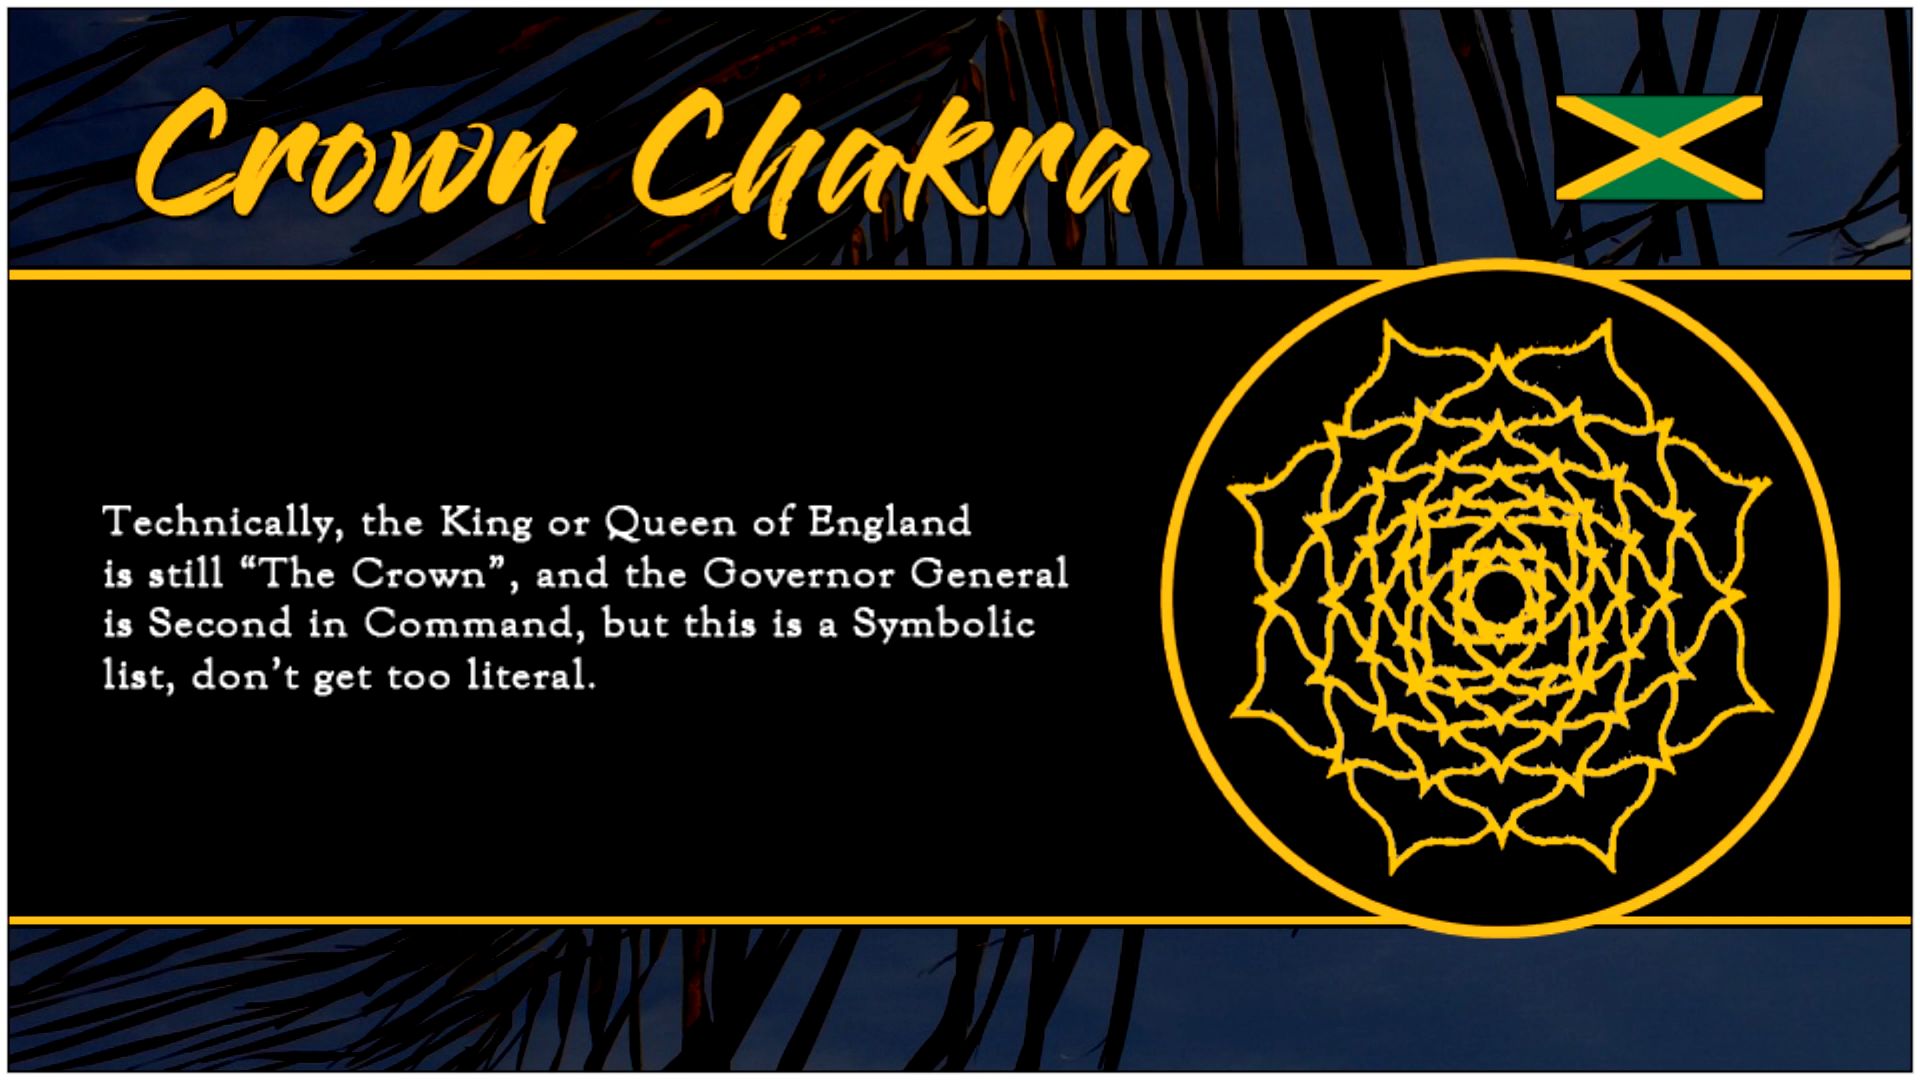 Crown Chakra
Technically, the King or Queen of England
is still “The Crown”, and the Governor General
is Second in Command, but this is a Symbolic
list, don’t get too literal.